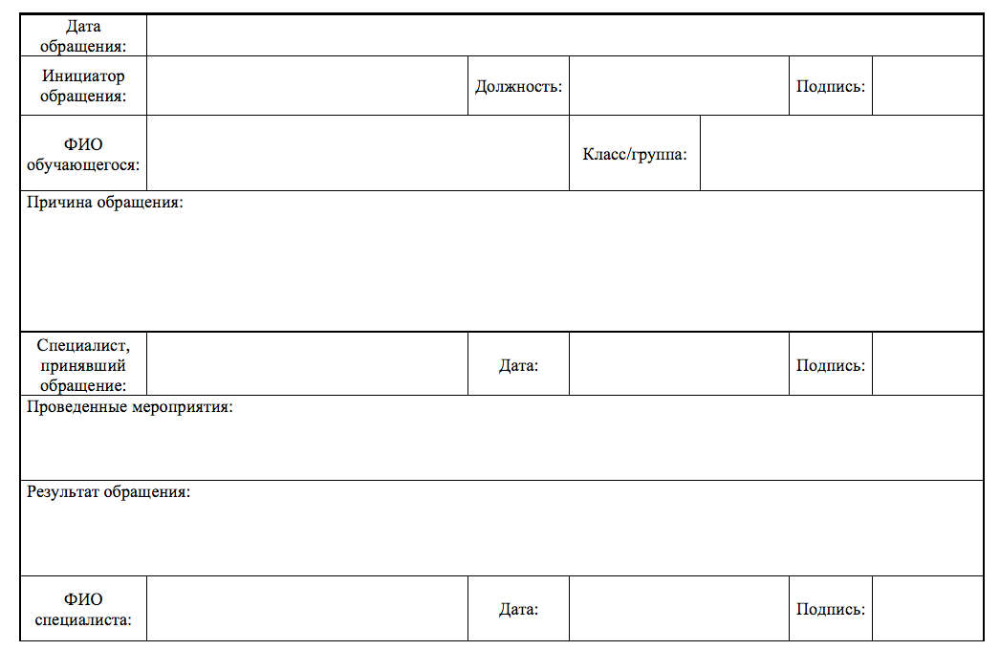 Дата
обращения:
Инициатор
обращения:
Должность:
Подпись:
ФИО
обучающегося:
Класс/группа:
Причина обращения:
Специалист,
принявший
обращение:
Дата:
Подпись:
Проведенные мероприятия:
Результат обращения:
ФИО
специалиста:
Дата:
Подпись: